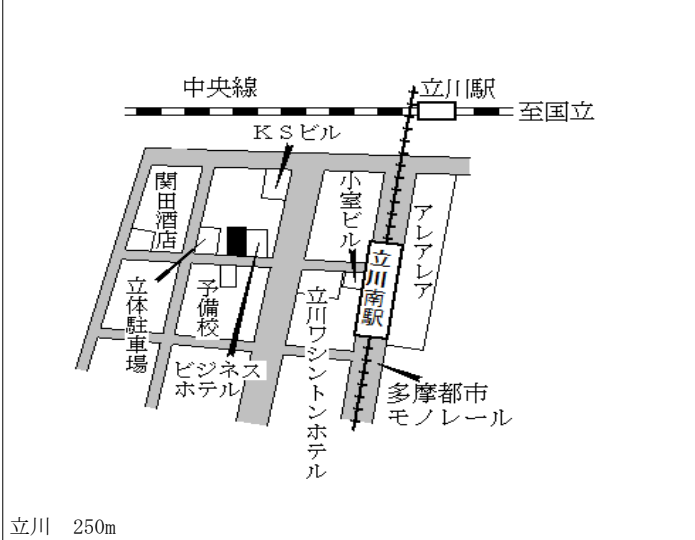 中央線
立川駅
至国立
ＫＳビル
関田酒店
小室ビル
アレアレア
立川南駅
立体駐車場
予備校
立川ワシントンホテル
ビジネス
ホテル
多摩都市
モノレール
立川　250m